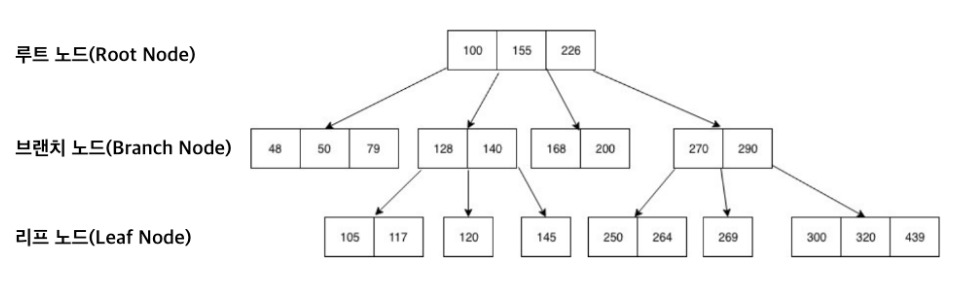 루트 노드(Root Node)
100 155 226
브랜치 노드(Branch Node)
48 50 79 128 140 168 200 270 290
리프 노드(Leaf Node)
105 117 120 145 250 264 269 300 320 439